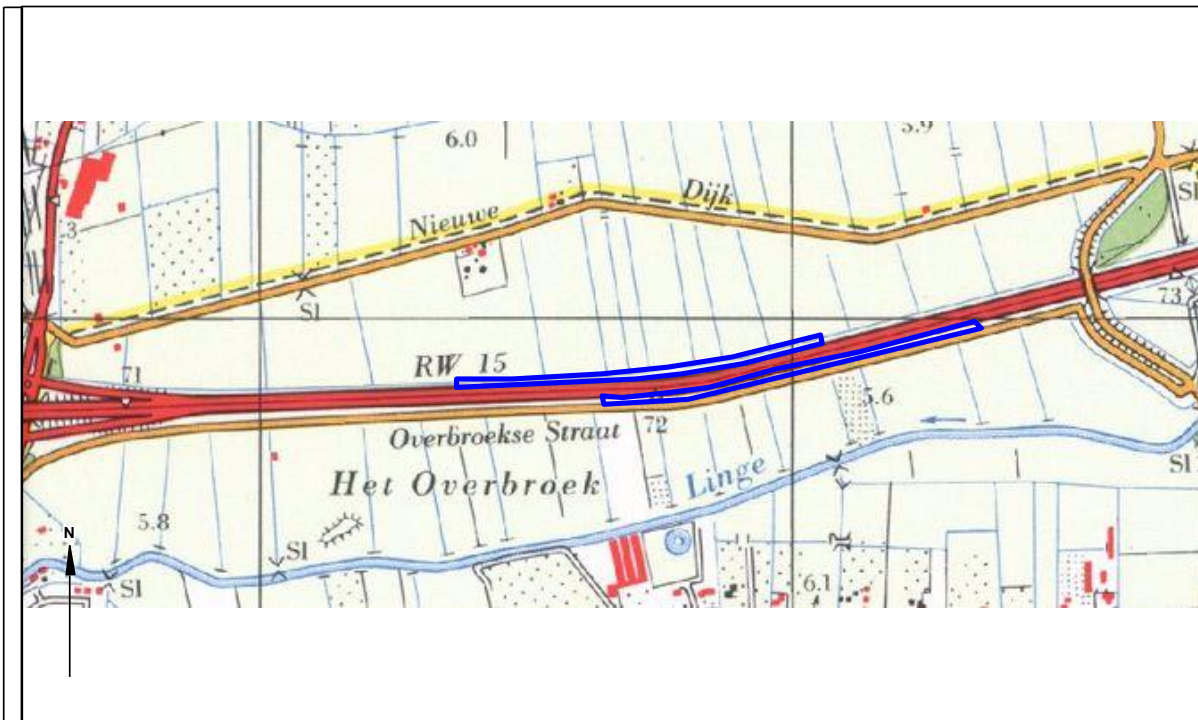 6.0
5.9
Sl
Nieuwe Dijk
3
Sl
73
RW 15
71
5.6
Overbroekse Straat
72
Linge
Sl
Het Overbroek
5.8
N
Sl
Sl
6.1